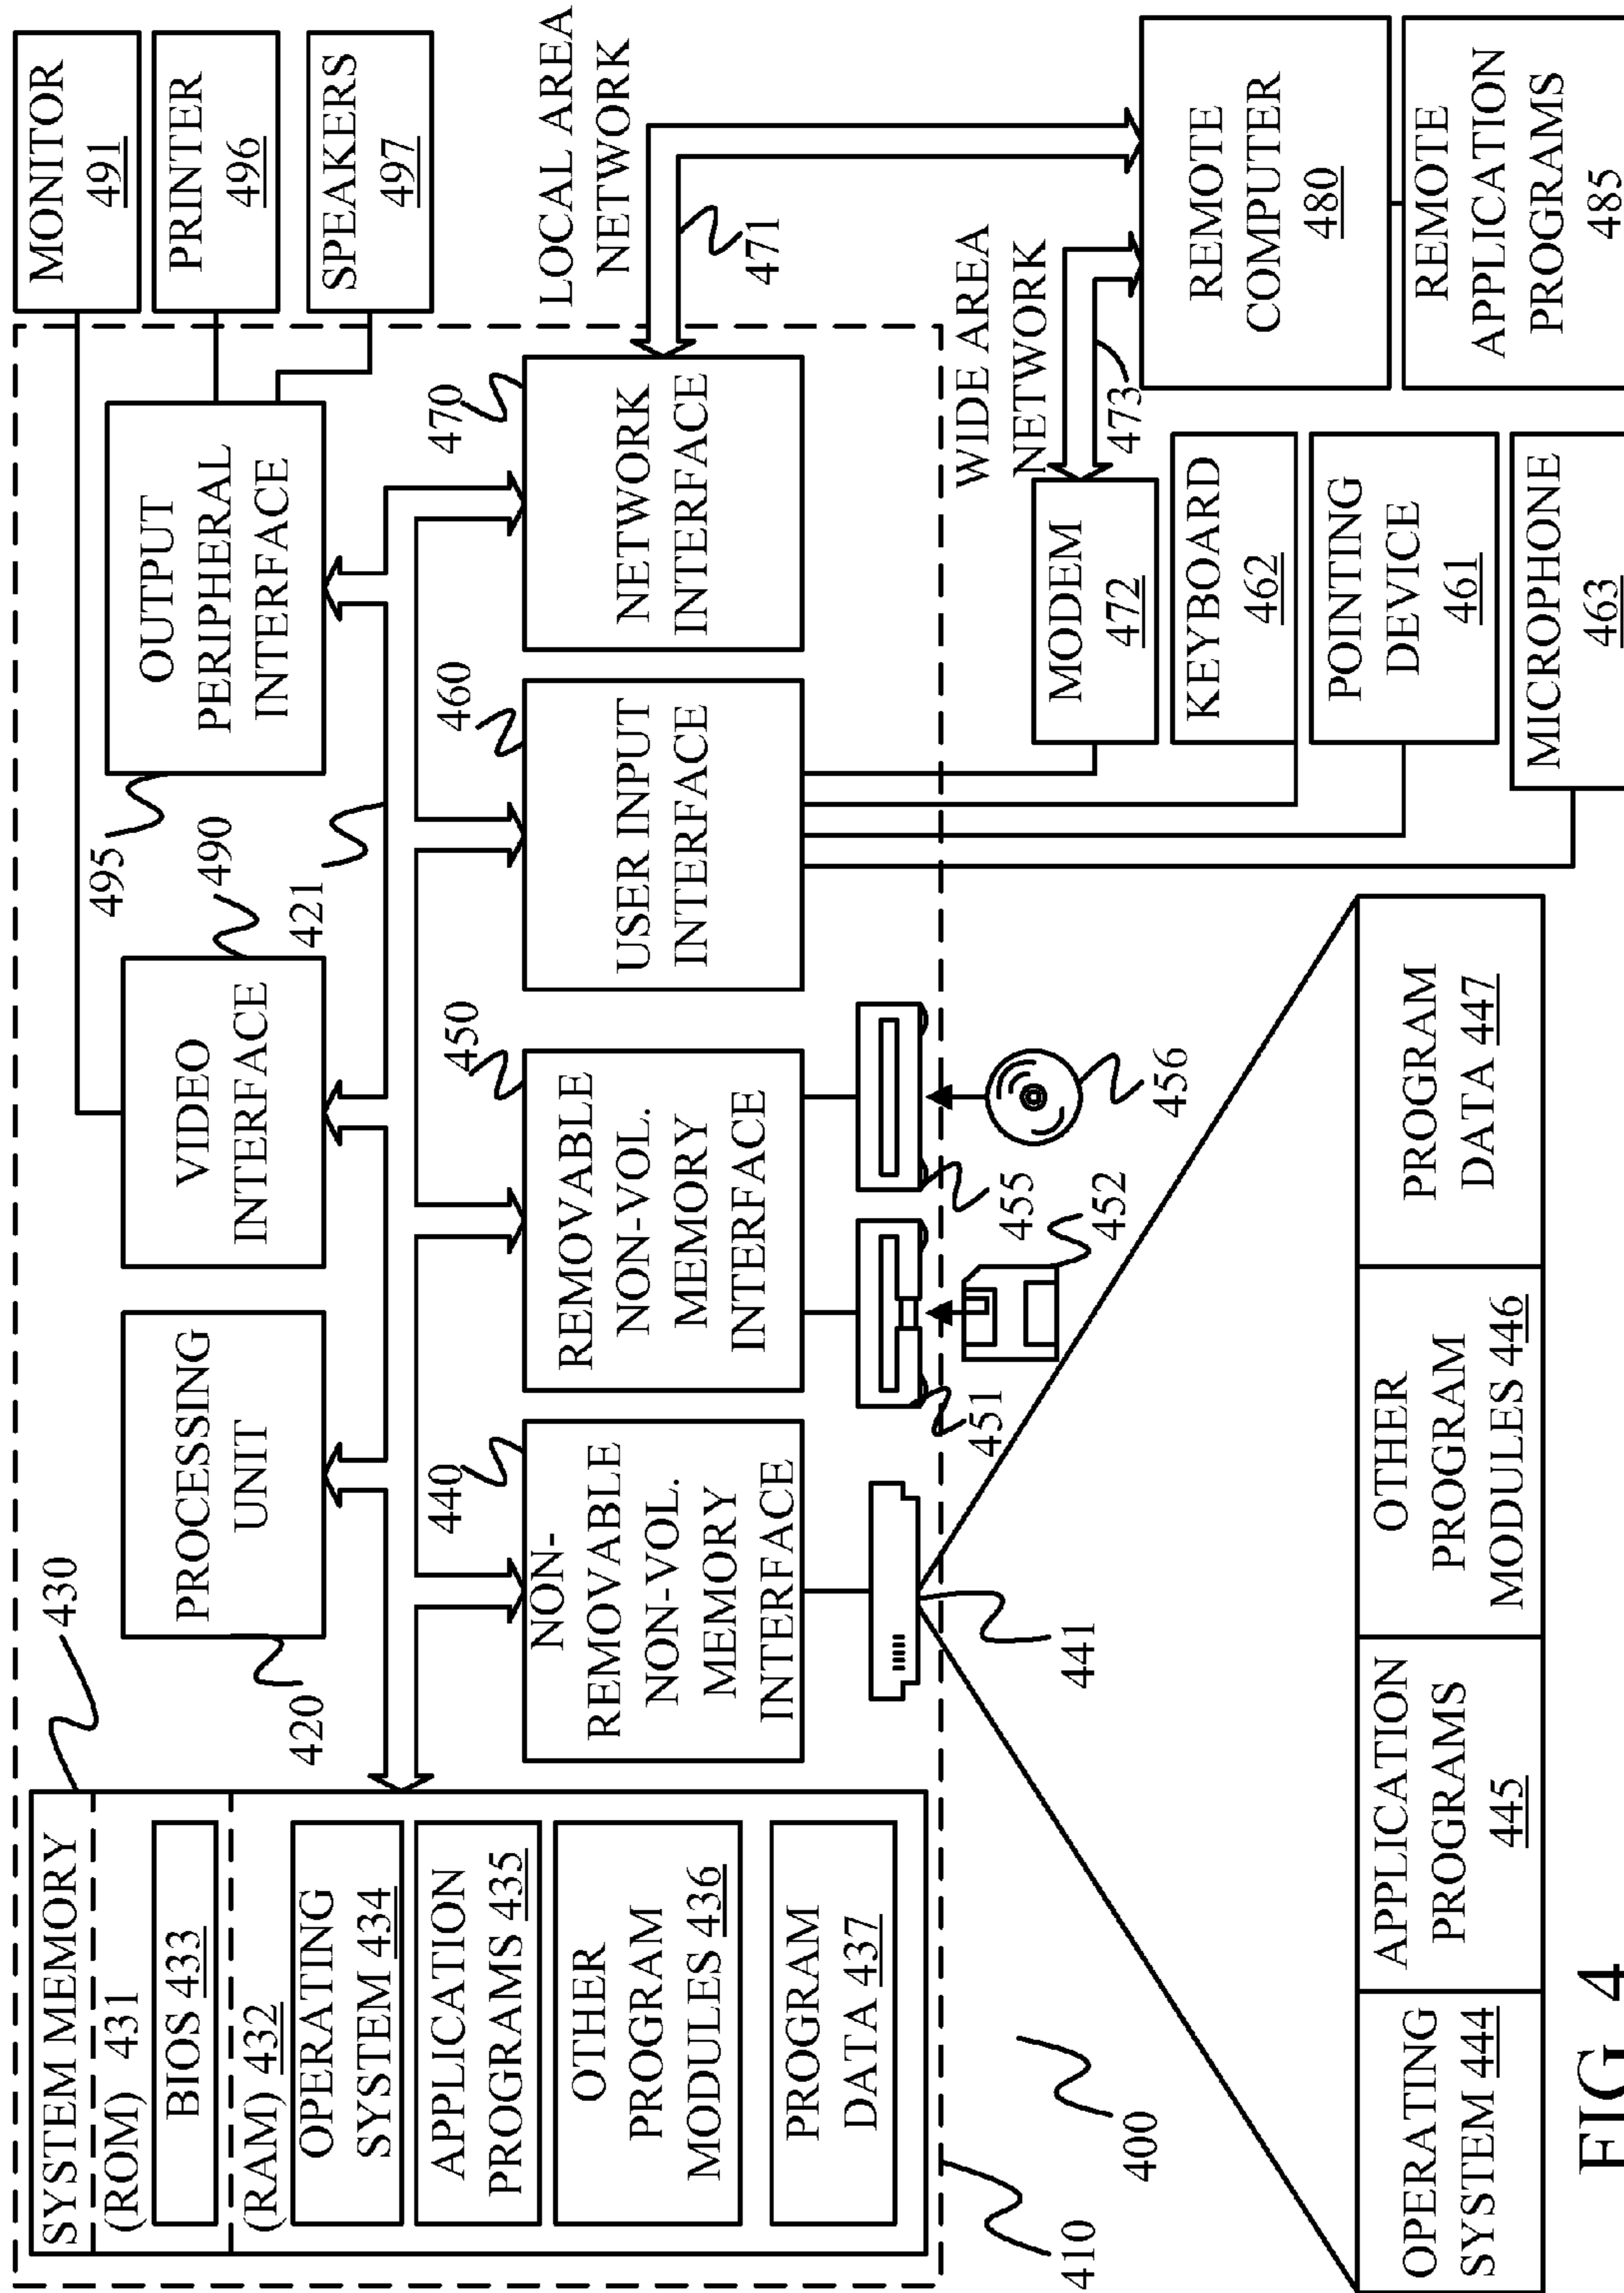 SYSTEM MEMORY
(ROM) 431
BIOS 433
(RAM) 432
OPERATING
SYSTEM 434
APPLICATION
PROGRAMS 435
OTHER
PROGRAM
MODULES 436
PROGRAM
DATA 437
430
PROCESSING
UNIT
420
VIDEO
INTERFACE
490
421
OUTPUT
PERIPHERAL
INTERFACE
495
MONITOR
491
PRINTER
496
SPEAKERS
497
NON-
REMOVABLE
NON-VOL.
MEMORY
INTERFACE
440
REMOVABLE
NON-VOL.
MEMORY
INTERFACE
450
USER INPUT
INTERFACE
460
NETWORK
INTERFACE
470
LOCAL AREA
NETWORK
471
WIDE AREA
NETWORK
473
MODEM
472
KEYBOARD
462
POINTING
DEVICE
461
MICROPHONE
463
REMOTE
COMPUTER
480
REMOTE
APPLICATION
PROGRAMS
485
441
451
452
455
456
410
400
OPERATING
SYSTEM 444
APPLICATION
PROGRAMS
445
OTHER
PROGRAM
MODULES 446
PROGRAM
DATA 447
FIG. 4